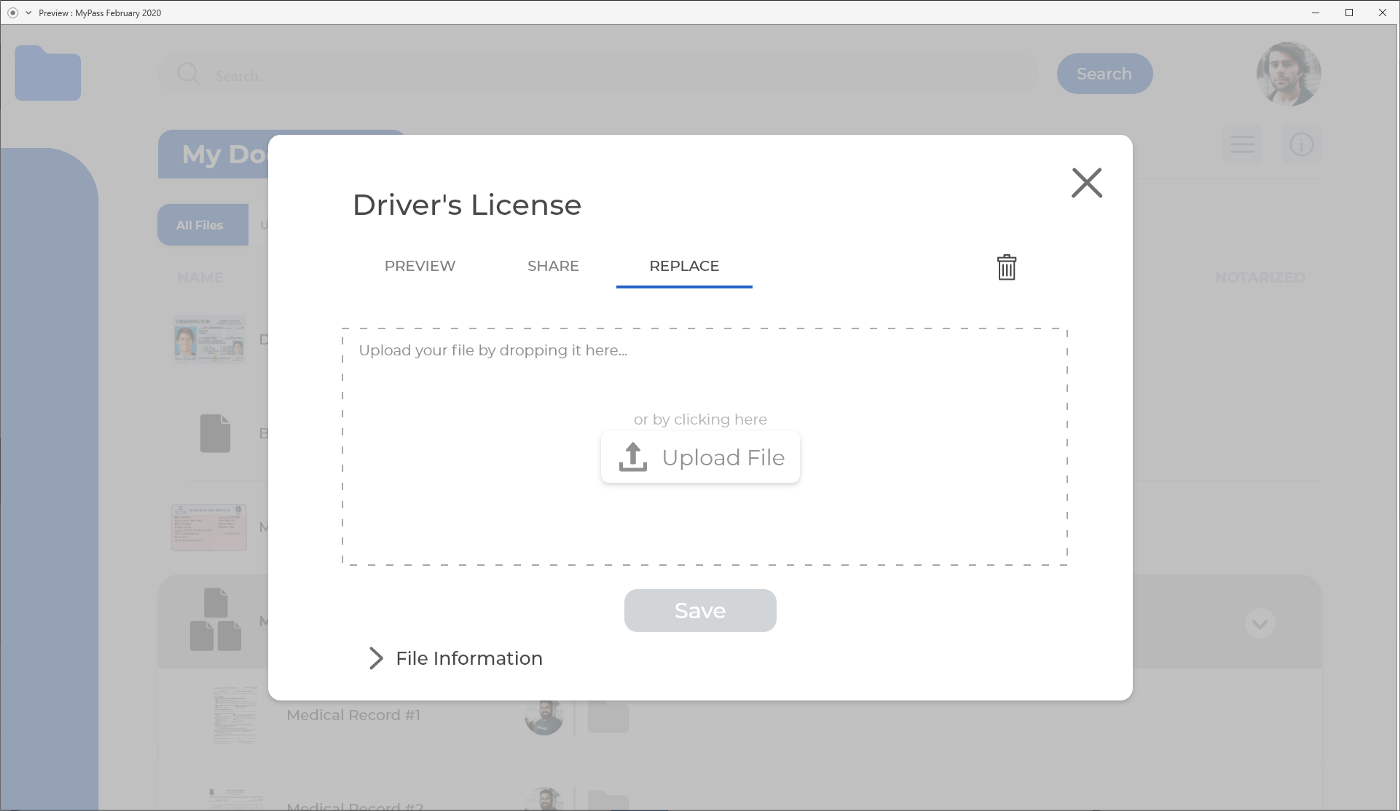 Preview : MyPass February 2020
Search...
Search
My Do
All Files
U
NAME
NOTARIZED
Driver's License
PREVIEW
SHARE
REPLACE
D
Upload your file by dropping it here...
or by clicking here
B
Upload File
M
Save
M
File Information
Medical Record #1
Medical Record #2